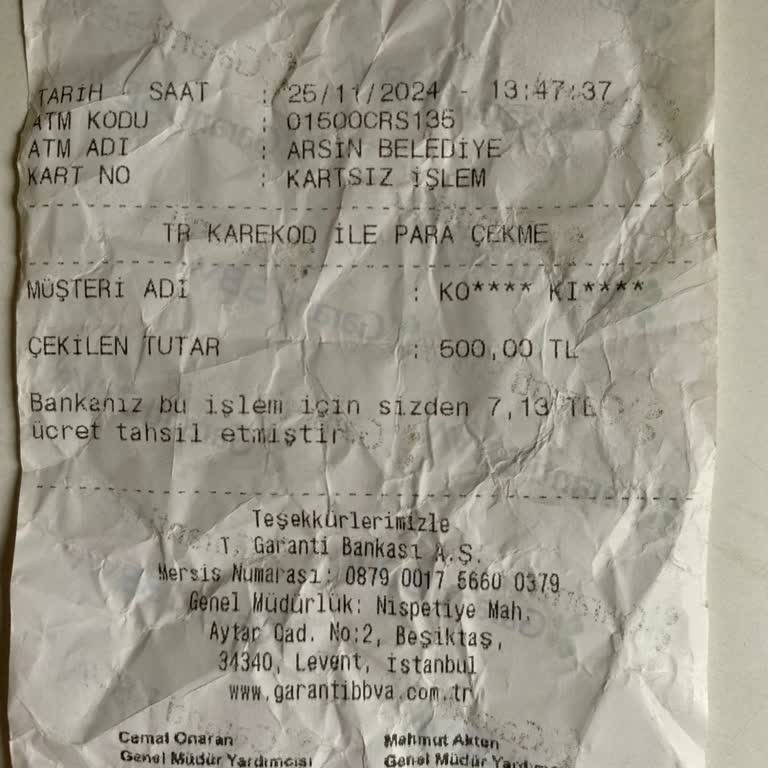 TARİH - SAAT : 25/11/2024 - 13:47:37
ATM KODU : 01500CRS135
ATM ADI : ARSİN BELEDİYE
KART NO : KARTSIZ İŞLEM
TR KAREKOD İLE PARA ÇEKME
MÜŞTERİ ADI : KO**** KI****
ÇEKİLEN TUTAR : 500,00 TL
Bankanız bu işlem için sizden 7,13 TL
ücret tahsil etmiştir.
Teşekkürlerimizle
T. Garanti Bankası A.Ş.
Mersis Numarası: 0879 0017 5660 0379
Genel Müdürlük: Nispetiye Mah.
Aytar Cad. No:2, Beşiktaş,
34340, Levent, İstanbul
www.garantibbva.com.tr
Cemal Onaran Mahmut Akten
Genel Müdür Yardımcısı Genel Müdür